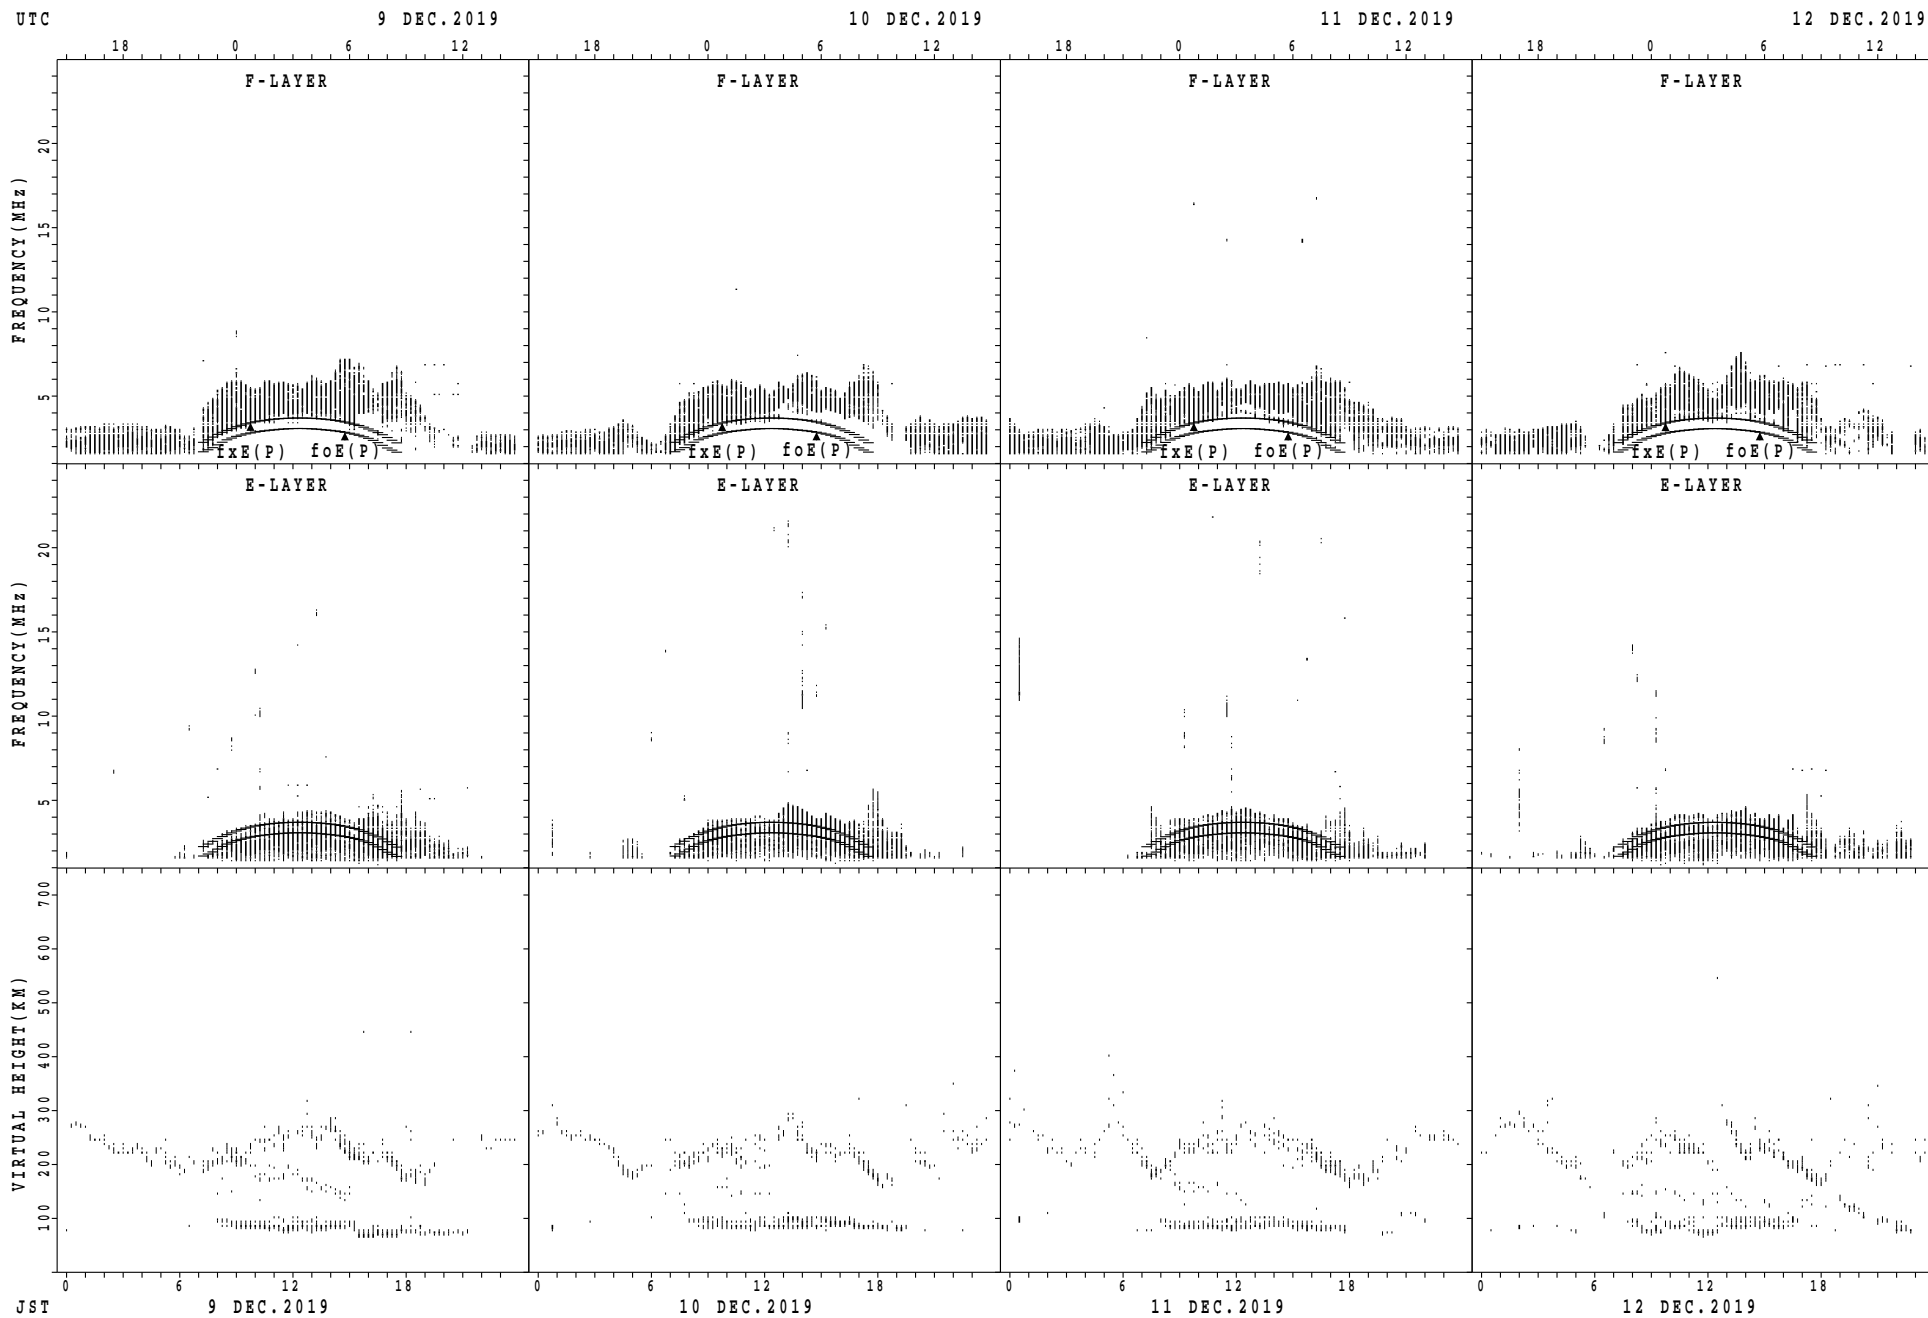 UTC 9 DEC.2019 10 DEC.2019 11 DEC.2019 12 DEC.2019
18 0 6 12 18 0 6 12 18 0 6 12 18 0 6 12
F-LAYER F-LAYER F-LAYER F-LAYER
FREQUENCY(MHz)
20
15
10
5
fxE(P) foE(P) fxE(P) foE(P) fxE(P) foE(P) fxE(P) foE(P)
E-LAYER E-LAYER E-LAYER E-LAYER
FREQUENCY(MHz)
20
15
10
5
VIRTUAL HEIGHT(KM)
700
600
500
400
300
200
100
0 6 12 18 0 6 12 18 0 6 12 18 0 6 12 18
JST 9 DEC.2019 10 DEC.2019 11 DEC.2019 12 DEC.2019